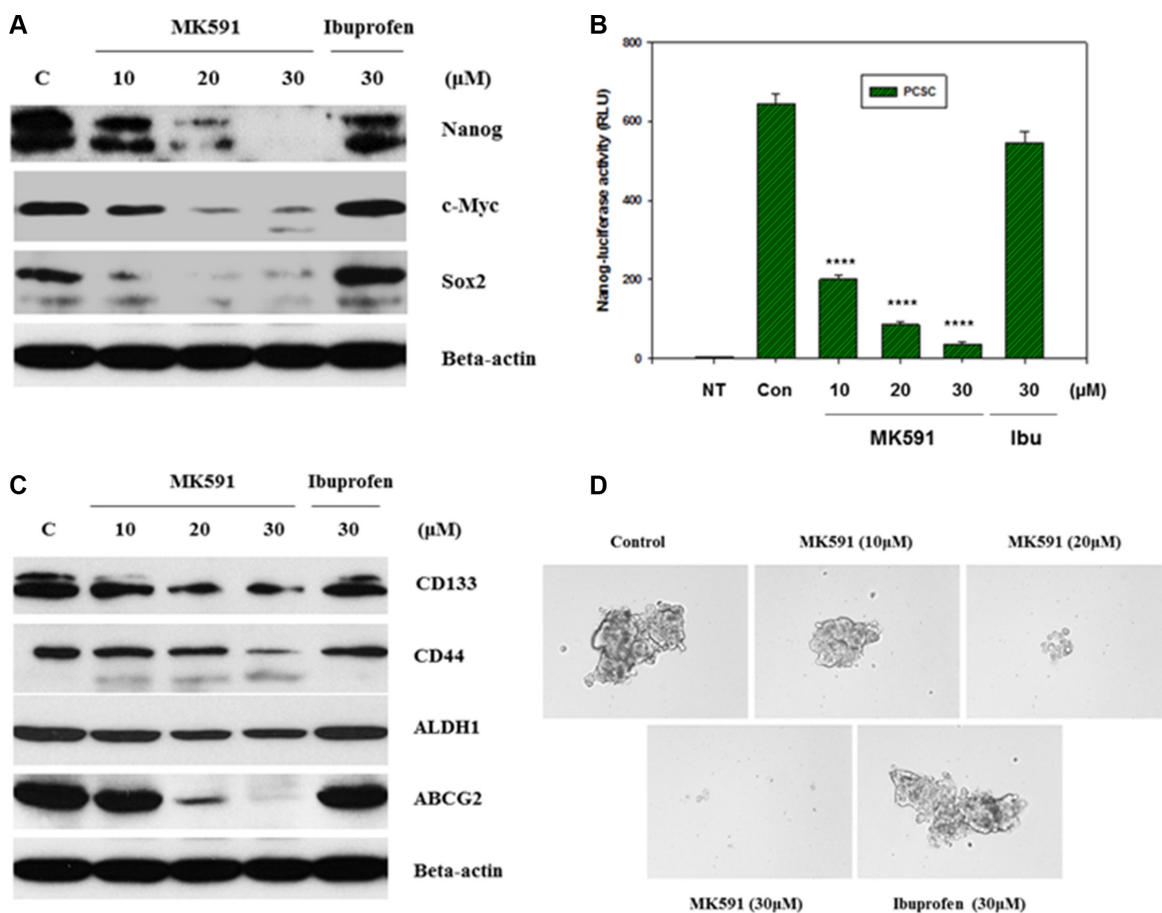 A
MK591 Ibuprofen
C 10 20 30 30 (μM)
Nanog
c-Myc
Sox2
Beta-actin
B
800
600
400
200
0
Nanog-luciferase activity (RLU)
PCSC
****
****
****
NT Con 10 20 30 30 (μM)
MK591 Ibu
C
MK591 Ibuprofen
C 10 20 30 30 (μM)
CD133
CD44
ALDH1
ABCG2
Beta-actin
D
Control MK591 (10μM) MK591 (20μM)
MK591 (30μM) Ibuprofen (30μM)